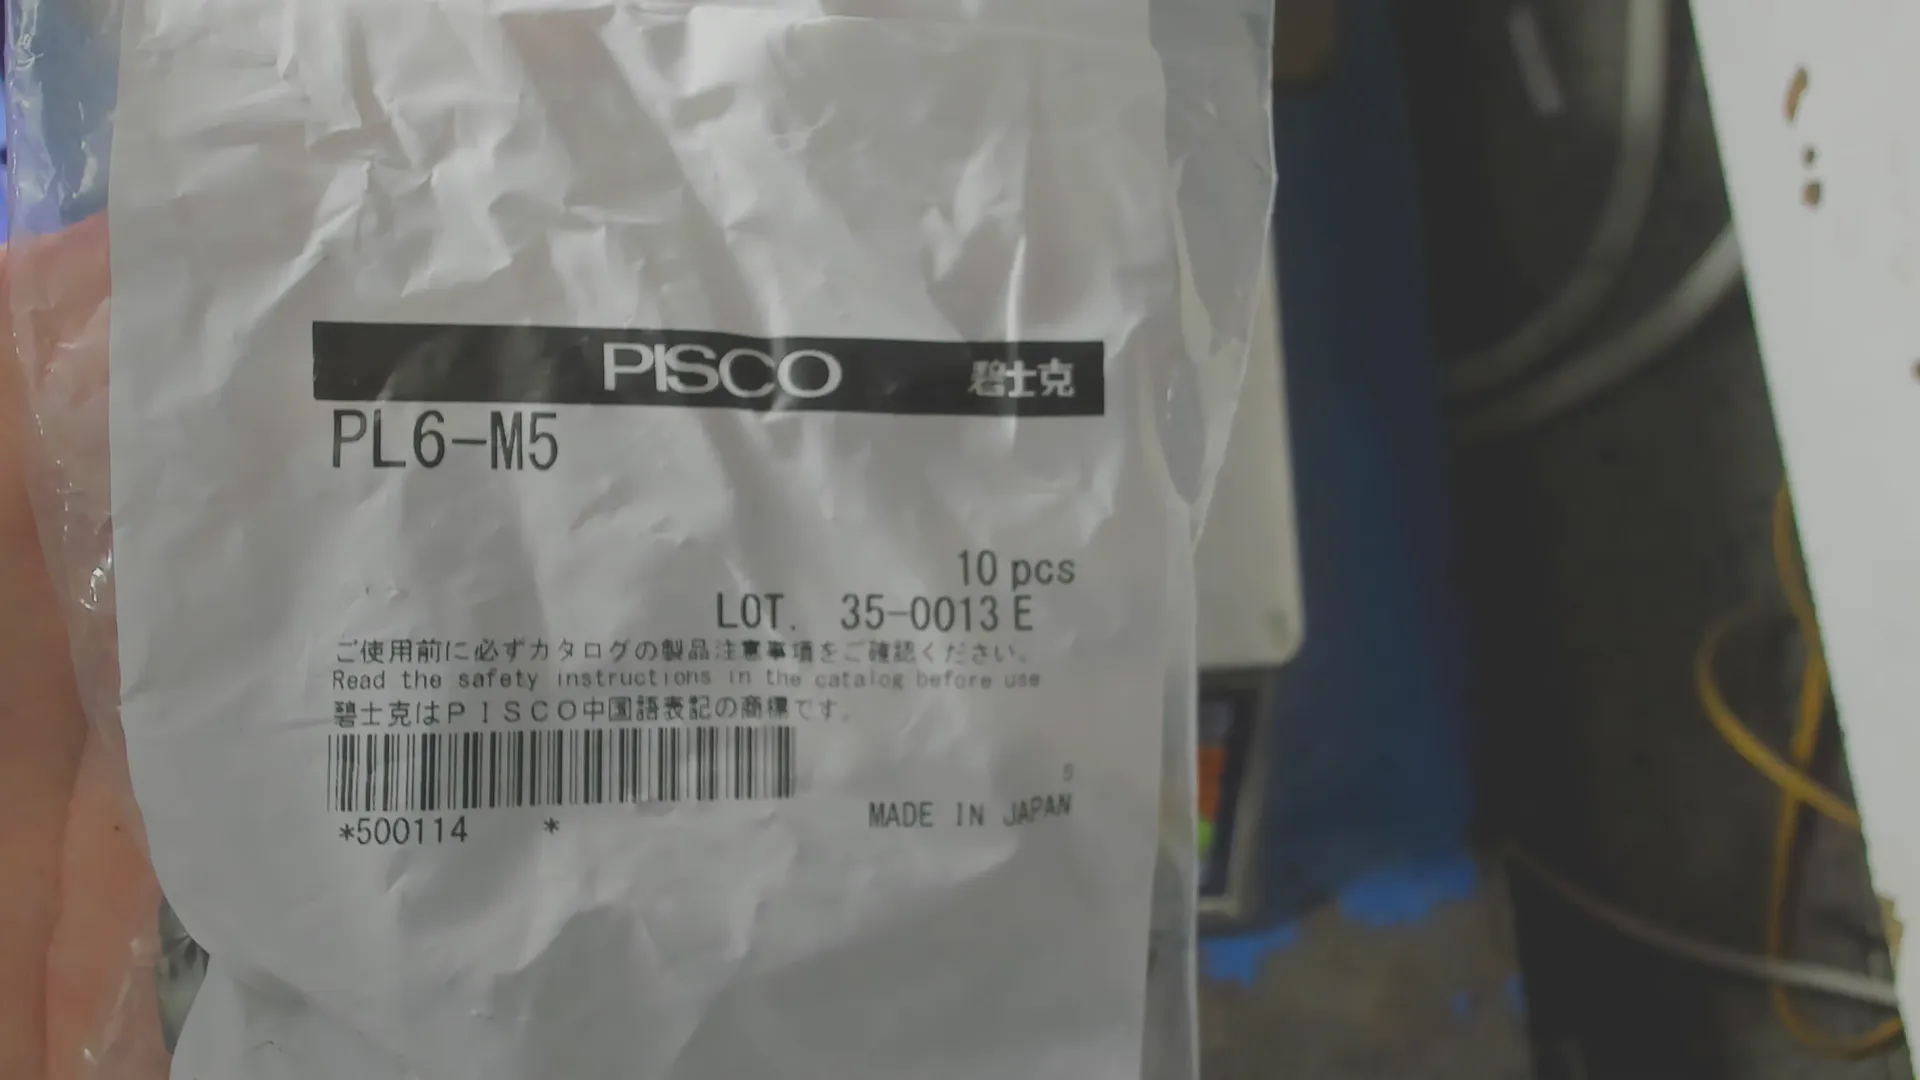 PISCO 碧士克
PL6-M5
10 pcs
LOT. 35-0013 E
ご使用前に必ずカタログの製品注意事項をご確認ください。
Read the safety instructions in the catalog before use
碧士克はＰＩＳＣＯ中国語表記の商標です。
S
*500114 *
MADE IN JAPAN